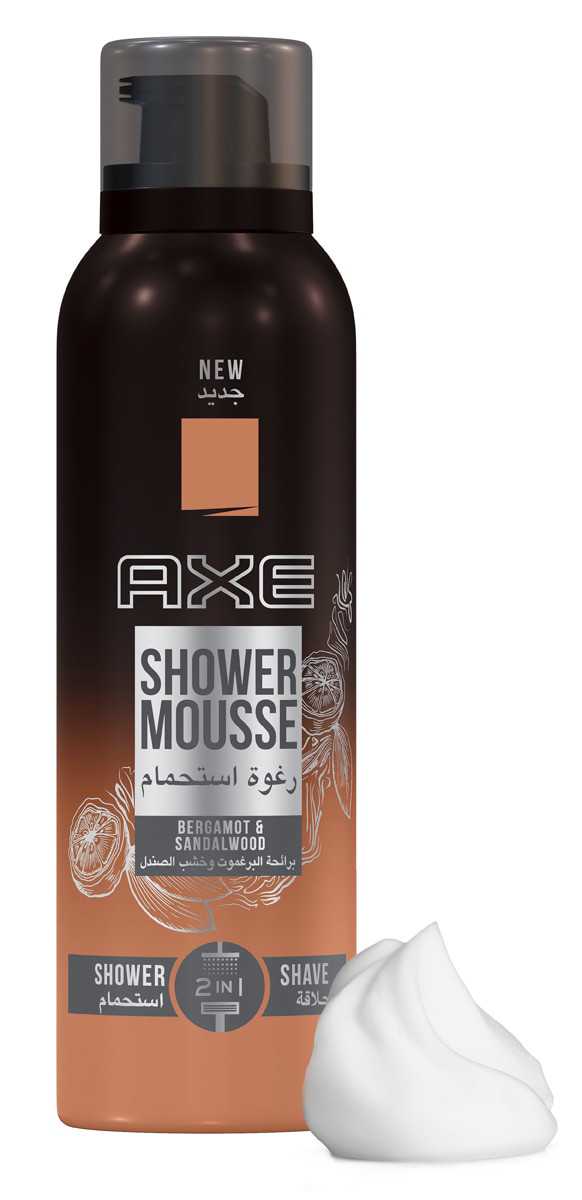 NEW
جديد
AXE
SHOWER
MOUSSE
رغوة استحمام
BERGAMOT &
SANDALWOOD
برائحة البرغموت وخشب الصندل
SHOWER 2 IN 1 SHAVE
استحمام حلاقة